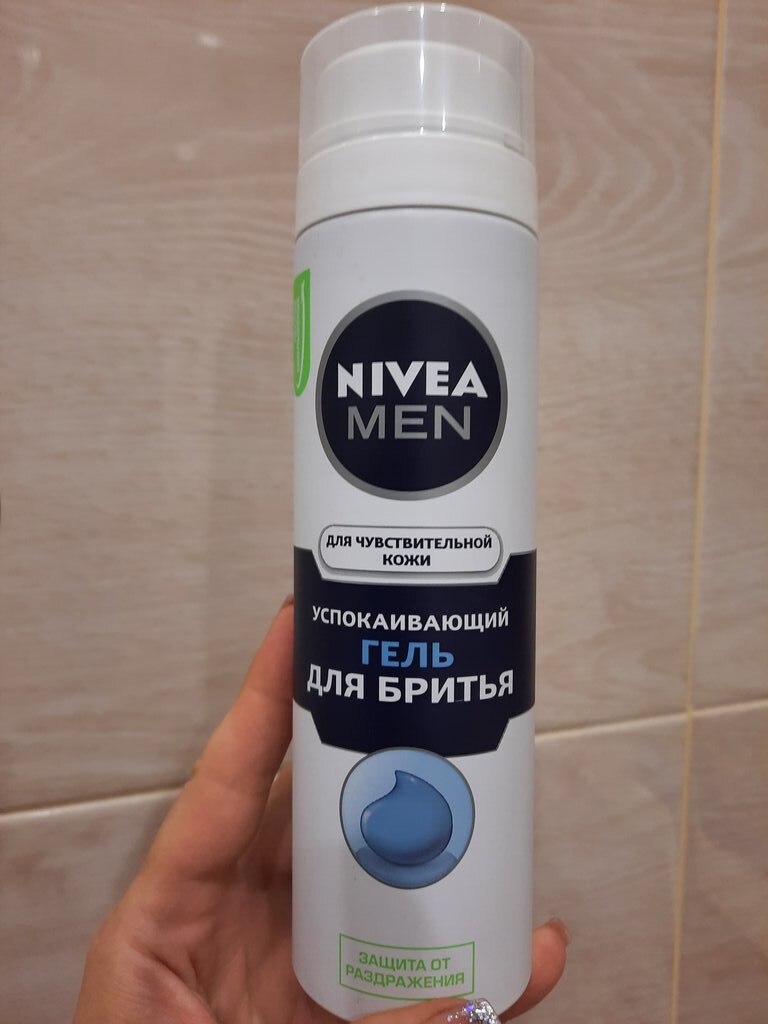 NIVEA
MEN
ДЛЯ ЧУВСТВИТЕЛЬНОЙ
КОЖИ
УСПОКАИВАЮЩИЙ
ГЕЛЬ
ДЛЯ БРИТЬЯ
ЗАЩИТА ОТ
РАЗДРАЖЕНИЯ